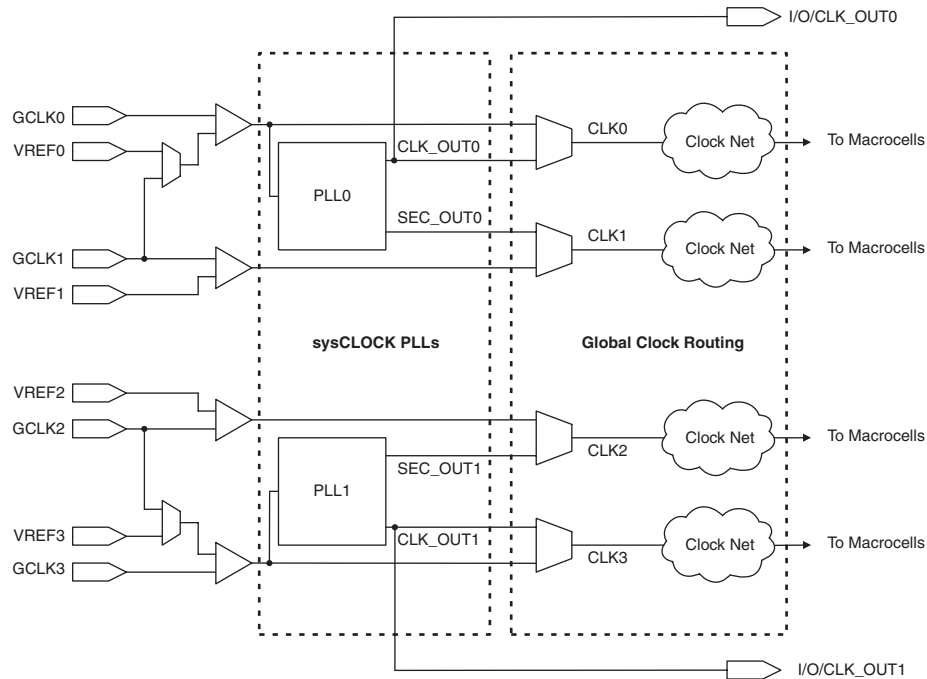 I/O/CLK_OUT0
GCLK0
VREF0
CLK_OUT0
CLK0
Clock Net
To Macrocells
PLL0
SEC_OUT0
GCLK1
CLK1
Clock Net
To Macrocells
VREF1
sysCLOCK PLLs
Global Clock Routing
VREF2
GCLK2
CLK2
Clock Net
To Macrocells
SEC_OUT1
PLL1
VREF3
CLK_OUT1
GCLK3
CLK3
Clock Net
To Macrocells
I/O/CLK_OUT1